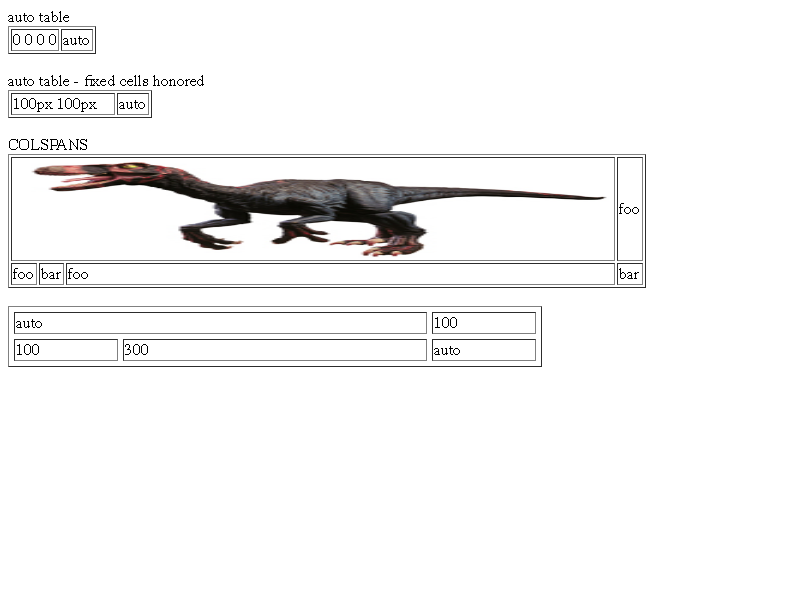 auto table
0 0 0 0 auto
auto table - fixed cells honored
100px 100px auto
COLSPANS
foo
foo bar foo bar
auto 100
100 300 auto